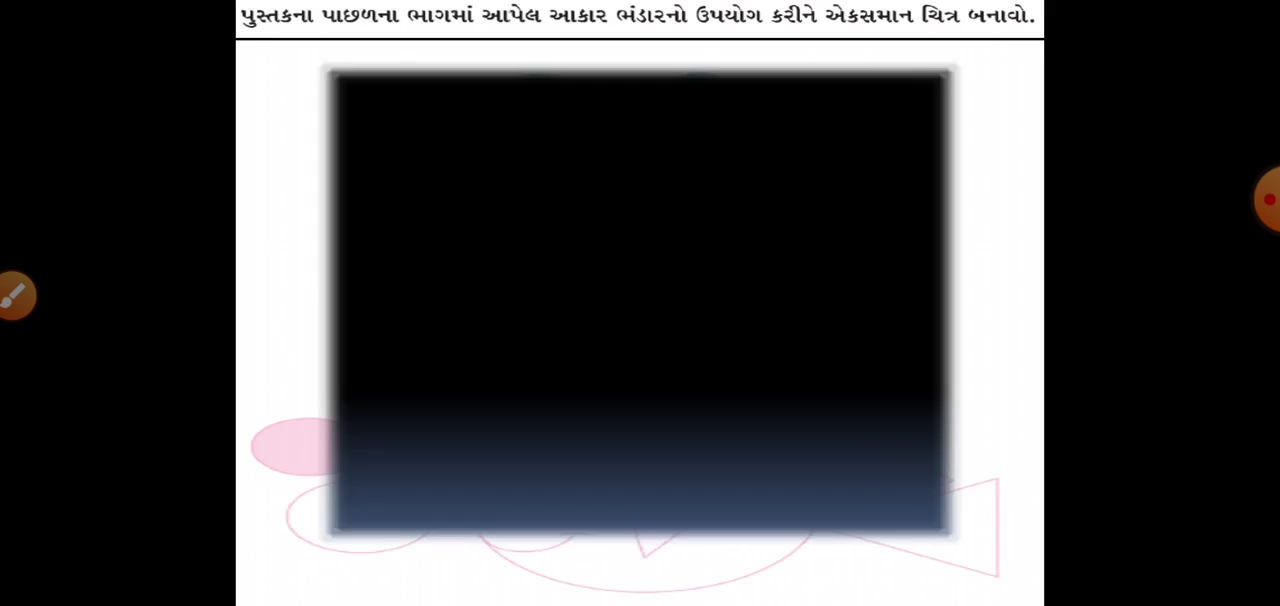 પુસ્તકના પાછળના ભાગમાં આપેલ આકાર ભંડારનો ઉપયોગ કરીને એકસમાન ચિત્ર બનાવો.